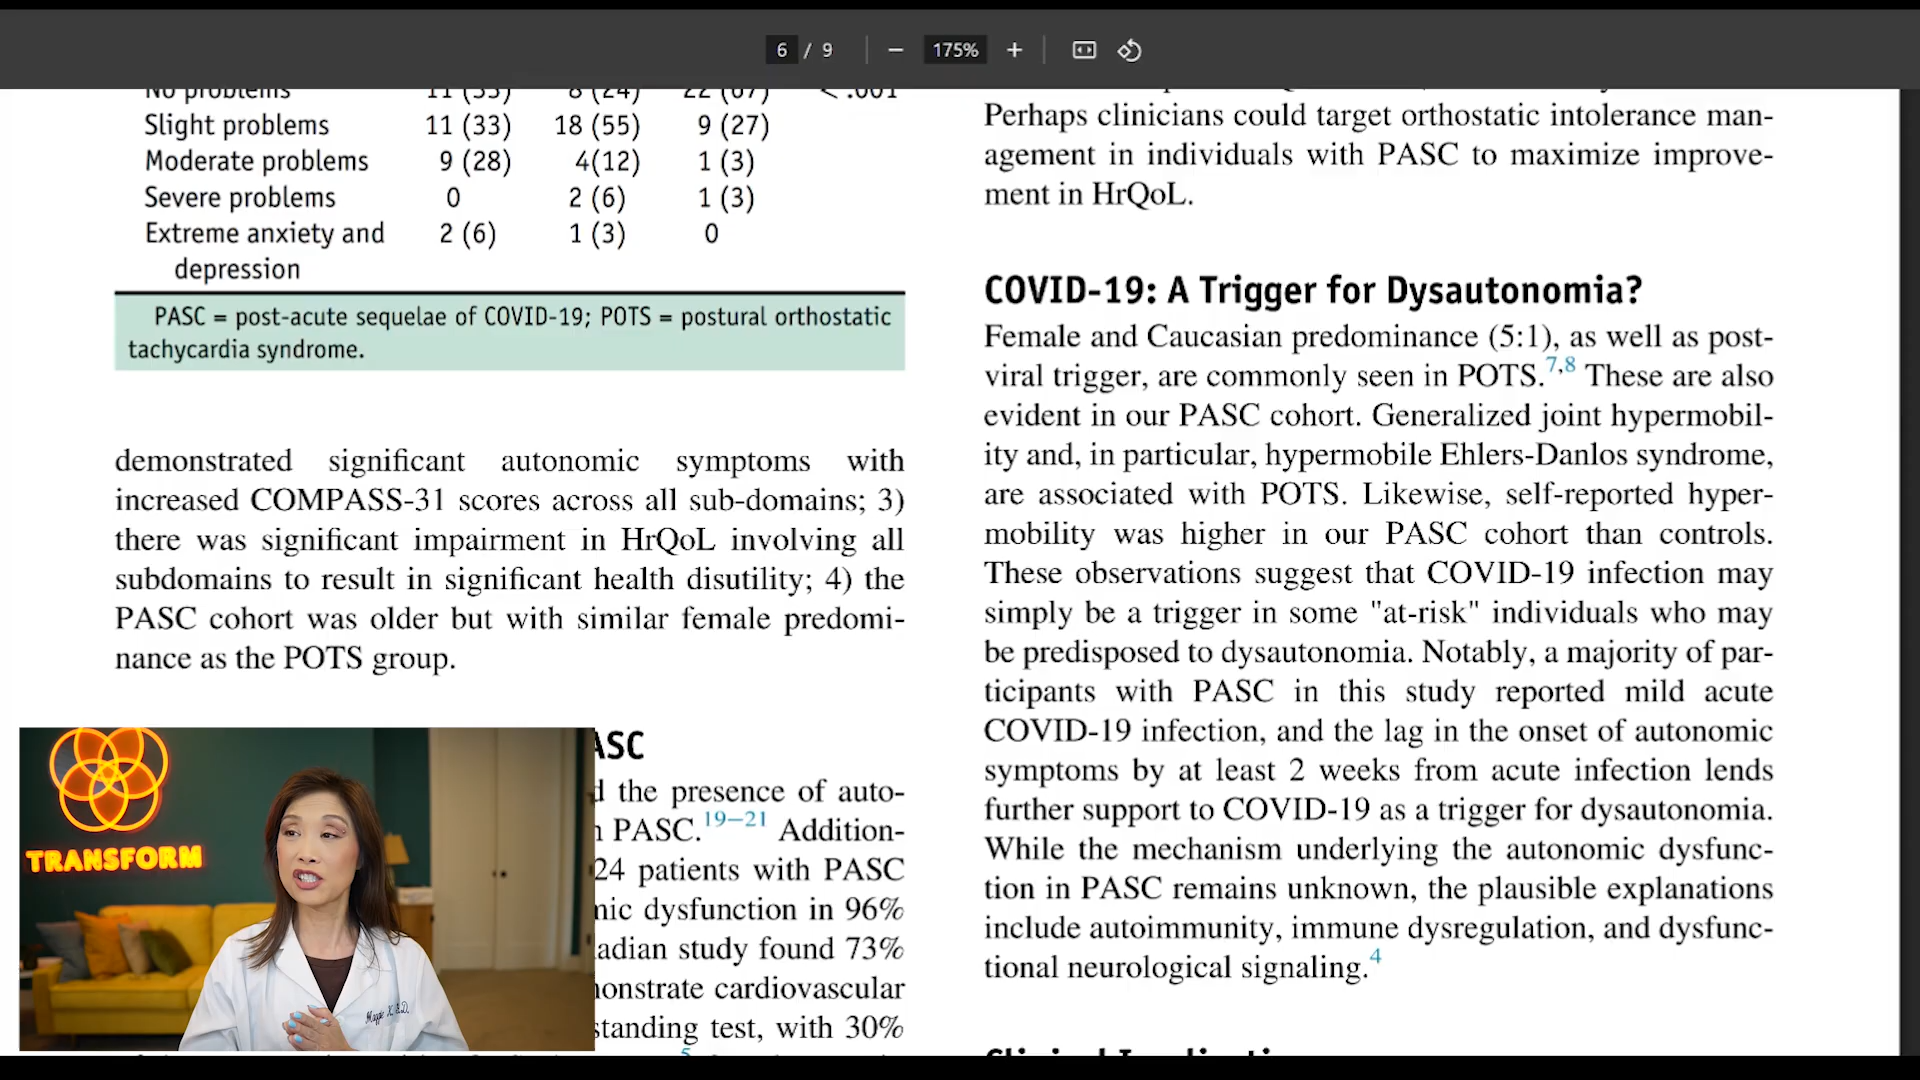 6 / 9
175%
No problems 11 (33) 8 (24) 22 (67) < .001
Slight problems 11 (33) 18 (55) 9 (27)
Moderate problems 9 (28) 4(12) 1 (3)
Severe problems 0 2 (6) 1 (3)
Extreme anxiety and 2 (6) 1 (3) 0
depression
PASC = post-acute sequelae of COVID-19; POTS = postural orthostatic
tachycardia syndrome.
demonstrated significant autonomic symptoms with
increased COMPASS-31 scores across all sub-domains; 3)
there was significant impairment in HrQoL involving all
subdomains to result in significant health disutility; 4) the
PASC cohort was older but with similar female predomi-
nance as the POTS group.
ASC
d the presence of auto-
n PASC.19–21 Addition-
24 patients with PASC
nic dysfunction in 96%
adian study found 73%
nonstrate cardiovascular
standing test, with 30%
TRANSFORM
Perhaps clinicians could target orthostatic intolerance man-
agement in individuals with PASC to maximize improve-
ment in HrQoL.
COVID-19: A Trigger for Dysautonomia?
Female and Caucasian predominance (5:1), as well as post-
viral trigger, are commonly seen in POTS.7,8 These are also
evident in our PASC cohort. Generalized joint hypermobil-
ity and, in particular, hypermobile Ehlers-Danlos syndrome,
are associated with POTS. Likewise, self-reported hyper-
mobility was higher in our PASC cohort than controls.
These observations suggest that COVID-19 infection may
simply be a trigger in some "at-risk" individuals who may
be predisposed to dysautonomia. Notably, a majority of par-
ticipants with PASC in this study reported mild acute
COVID-19 infection, and the lag in the onset of autonomic
symptoms by at least 2 weeks from acute infection lends
further support to COVID-19 as a trigger for dysautonomia.
While the mechanism underlying the autonomic dysfunc-
tion in PASC remains unknown, the plausible explanations
include autoimmunity, immune dysregulation, and dysfunc-
tional neurological signaling.4